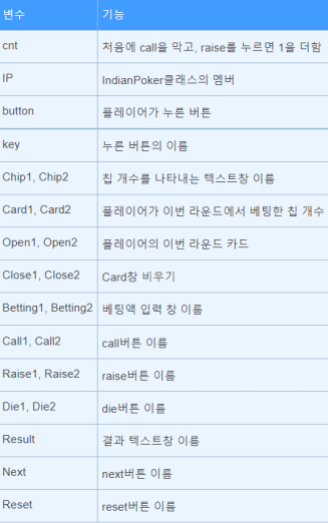 변수 기능
cnt 처음에 call을 막고, raise를 누르면 1을 더함
IP IndianPoker클래스의 멤버
button 플레이어가 누른 버튼
key 누른 버튼의 이름
Chip1, Chip2 칩 개수를 나타내는 텍스트창 이름
Card1, Card2 플레이어가 이번 라운드에서 베팅한 칩 개수
Open1, Open2 플레이어의 이번 라운드 카드
Close1, Close2 Card창 비우기
Betting1, Betting2 베팅액 입력 창 이름
Call1, Call2 call버튼 이름
Raise1, Raise2 raise버튼 이름
Die1, Die2 die버튼 이름
Result 결과 텍스트창 이름
Next next버튼 이름
Reset reset버튼 이름